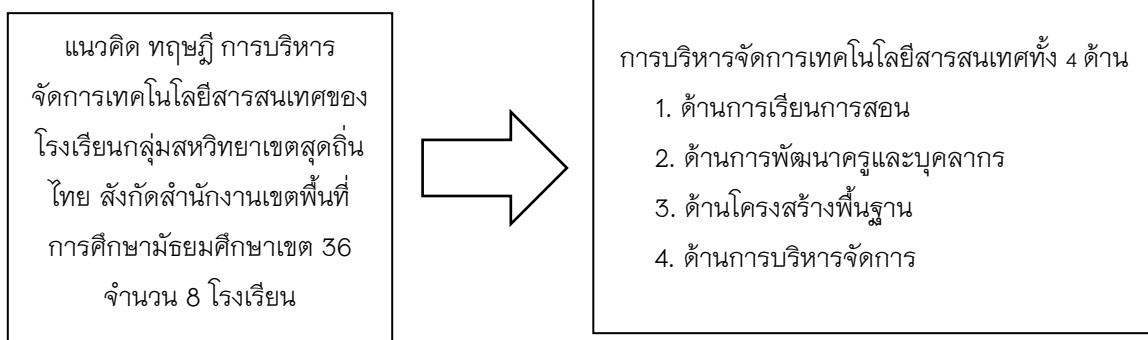 แนวคิด ทฤษฎี การบริหาร
จัดการเทคโนโลยีสารสนเทศของ
โรงเรียนกลุ่มสหวิทยาเขตสุดถิ่น
ไทย สังกัดสำนักงานเขตพื้นที่
การศึกษามัธยมศึกษาเขต 36
จำนวน 8 โรงเรียน
การบริหารจัดการเทคโนโลยีสารสนเทศทั้ง 4 ด้าน
1. ด้านการเรียนการสอน
2. ด้านการพัฒนาครูและบุคลากร
3. ด้านโครงสร้างพื้นฐาน
4. ด้านการบริหารจัดการ